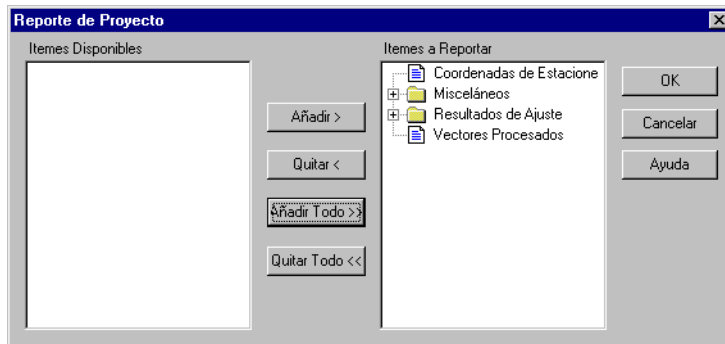 Reporte de Proyecto
Itemes Disponibles
Itemes a Reportar
Coordenadas de Estacione
Misceláneos
Resultados de Ajuste
Vectores Procesados
Añadir >
Quitar <
Añadir Todo >>
Quitar Todo <<
OK
Cancelar
Ayuda